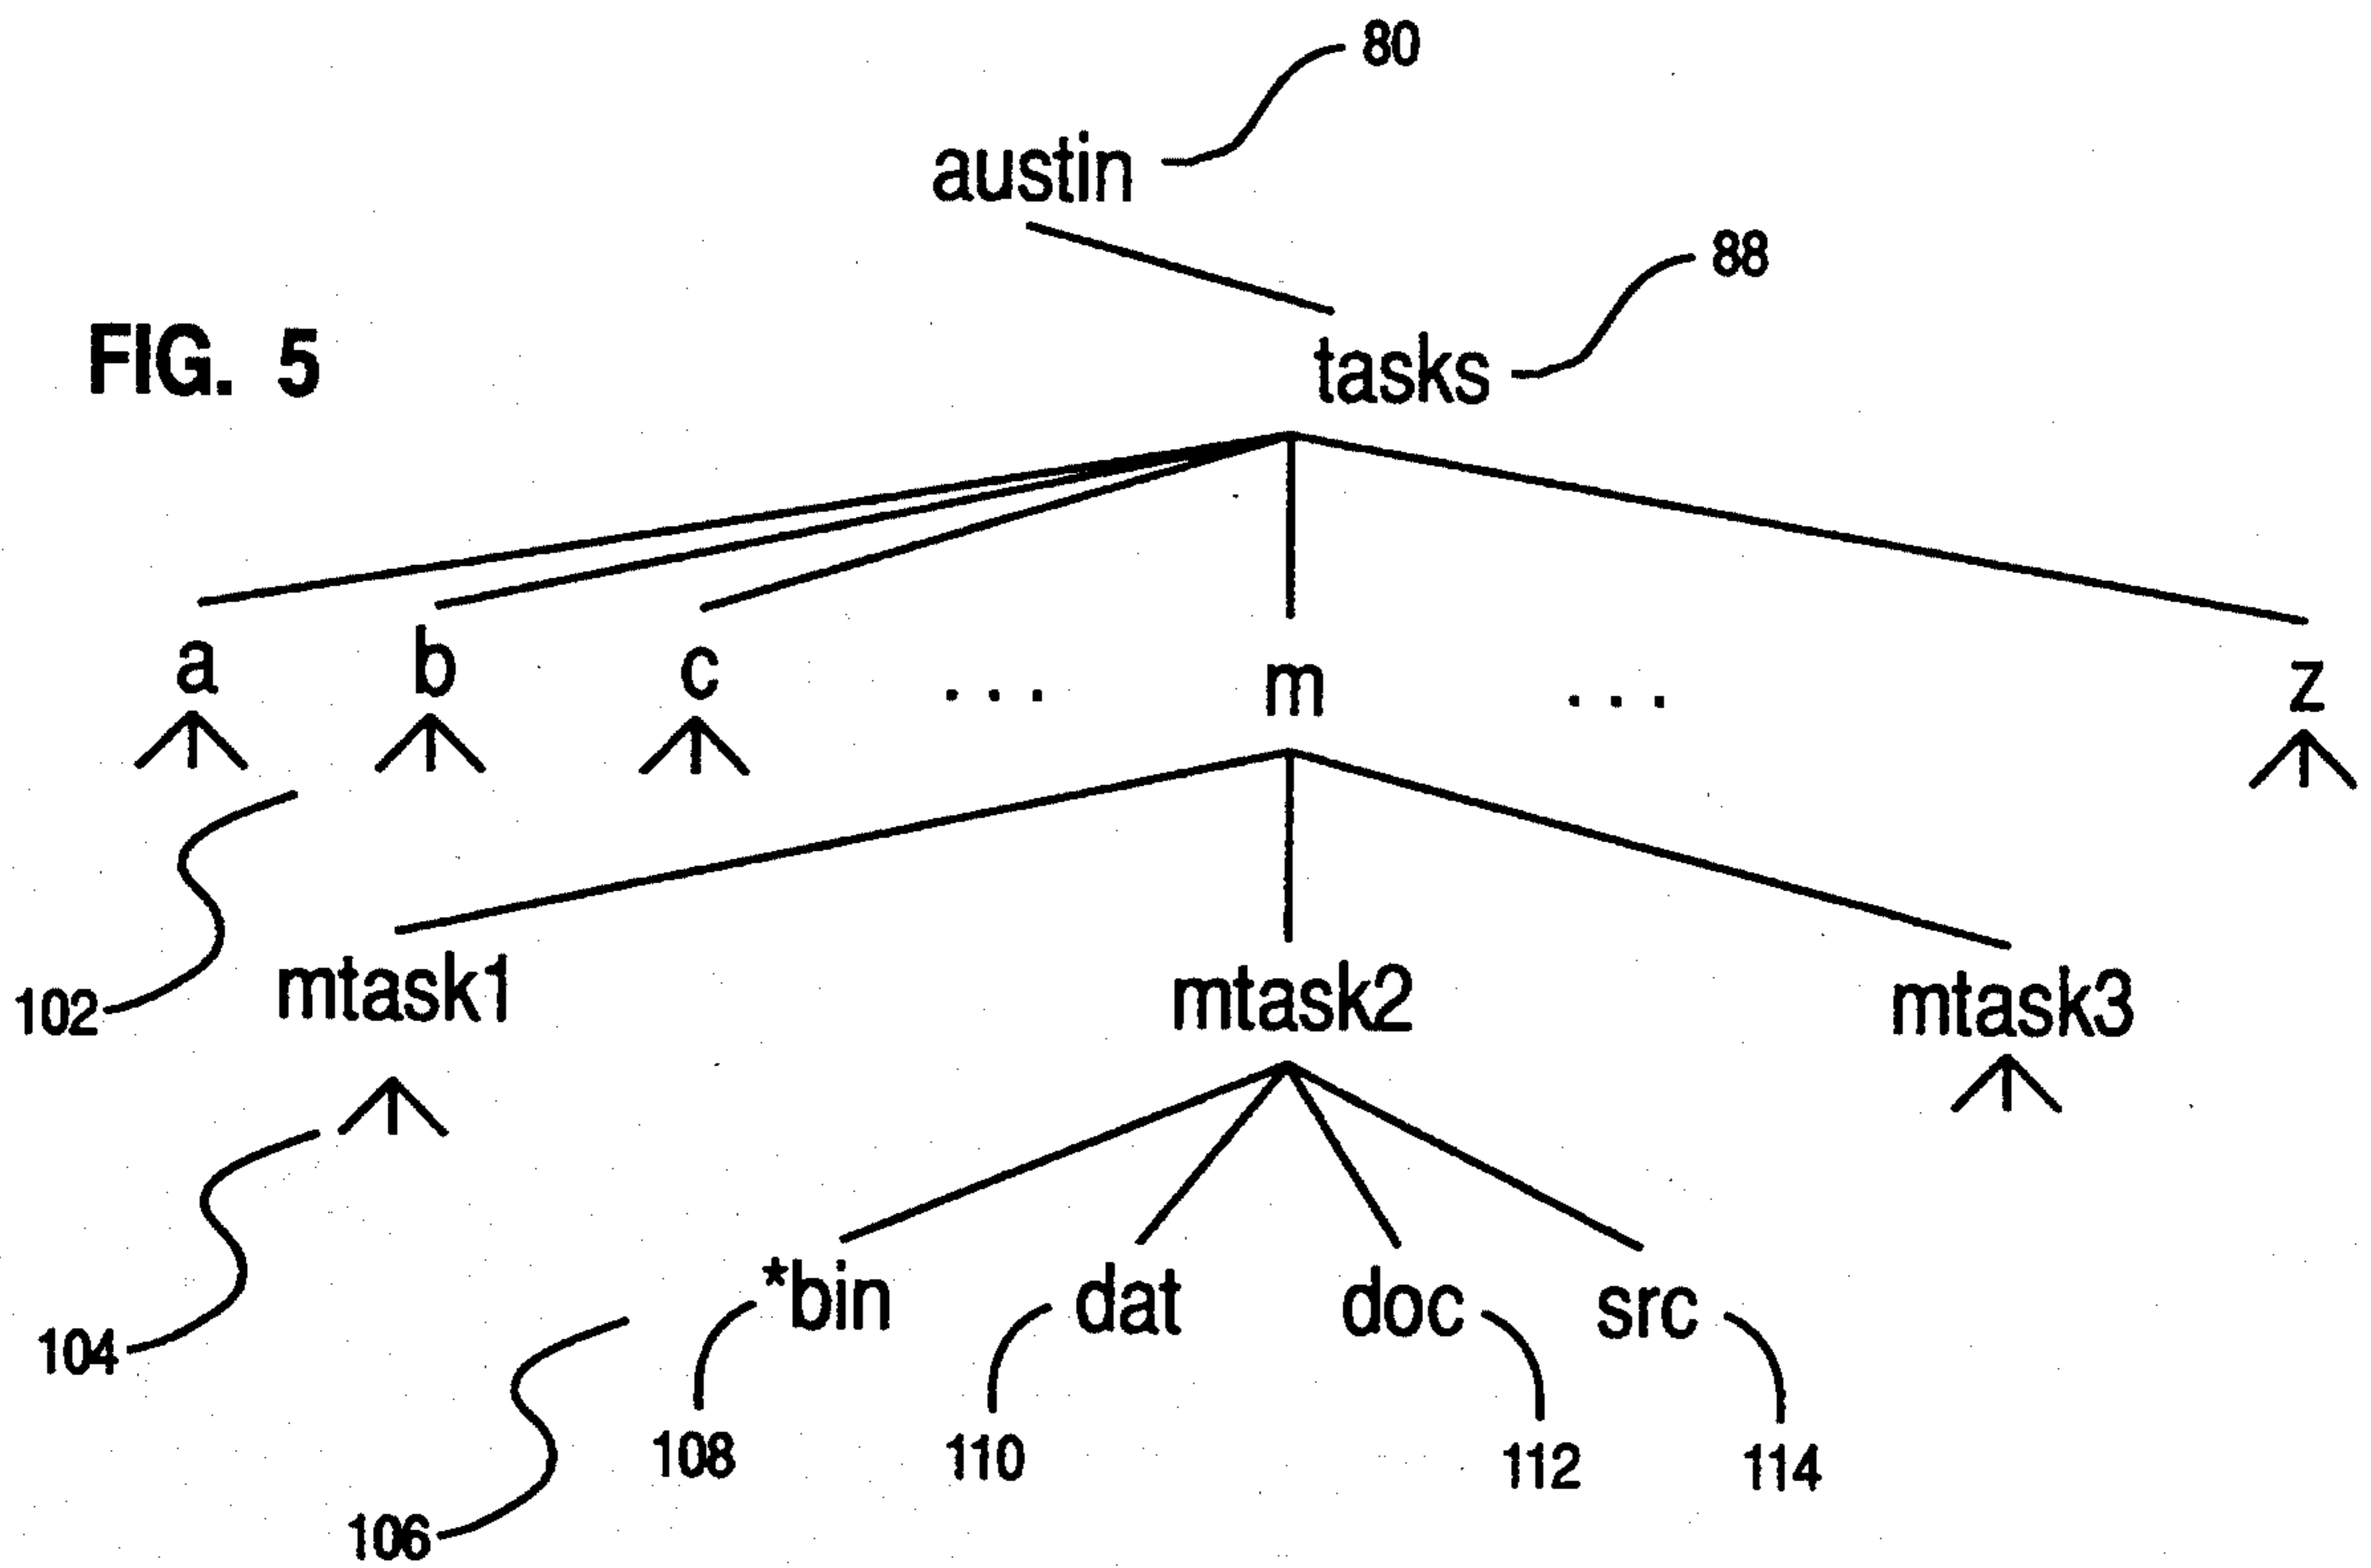 80
austin
88
FIG. 5
tasks
a b c ... m ... z
102 mtask1 mtask2 mtask3
*bin dat doc src
104
108 110 112 114
106